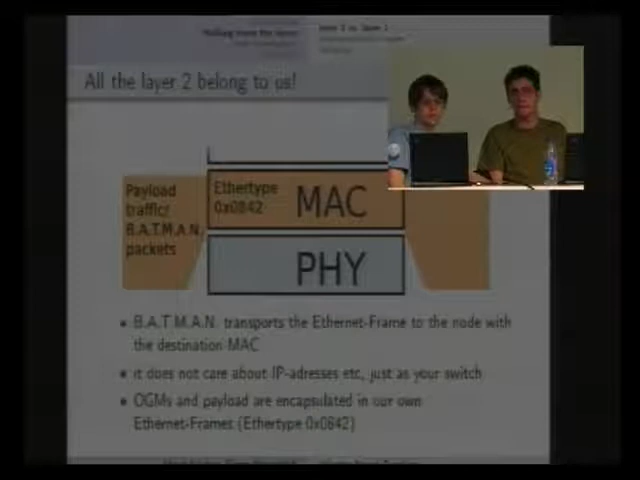 All the layer 2 belong to us!
Payload
traffic/
B.A.T.M.A.N.
packets
Ethertype
0x0842
MAC
PHY
• B.A.T.M.A.N. transports the Ethernet-Frame to the node with
the destination MAC
• it does not care about IP-adresses etc, just as your switch
• OGMs and payload are encapsulated in our own
Ethernet-Frames (Ethertype 0x0842)